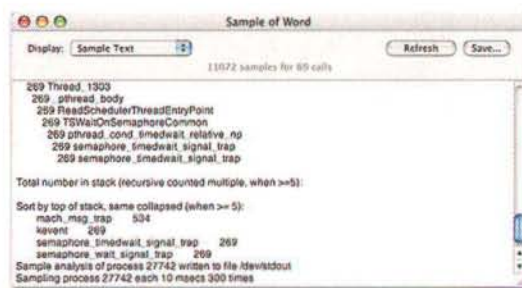 Sample of Word
Display: Sample Text Refresh Save...
11072 samples for 69 calls
269 Thread_1303
269 _pthread_body
269 ReadSchedulerThreadEntryPoint
269 TSWaitOnSemaphoreCommon
269 pthread_cond_timedwait_relative_np
269 semaphore_timedwait_signal_trap
269 semaphore_timedwait_signal_trap
Total number in stack (recursive counted multiple, when >=5):
Sort by top of stack, same collapsed (when >= 5):
mach_msg_trap 534
kevent 269
semaphore_timedwait_signal_trap 269
semaphore_wait_signal_trap 269
Sample analysis of process 27742 written to file /dev/stdout
Sampling process 27742 each 10 msecs 300 times